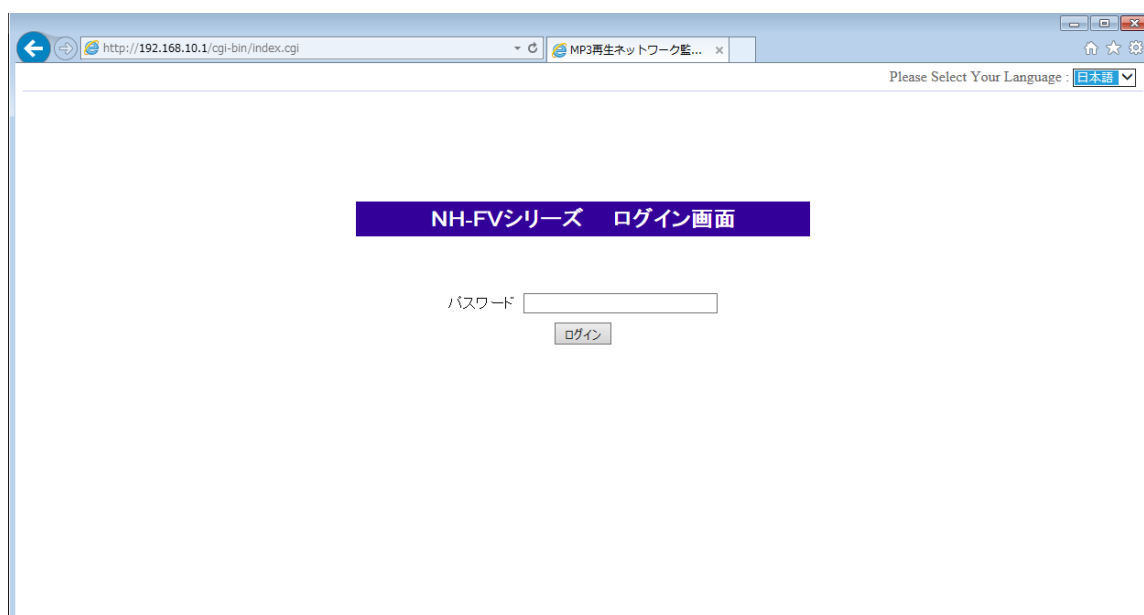 http://192.168.10.1/cgi-bin/index.cgi
MP3再生ネットワーク監...
Please Select Your Language : 日本語
NH-FVシリーズ ログイン画面
パスワード
ログイン